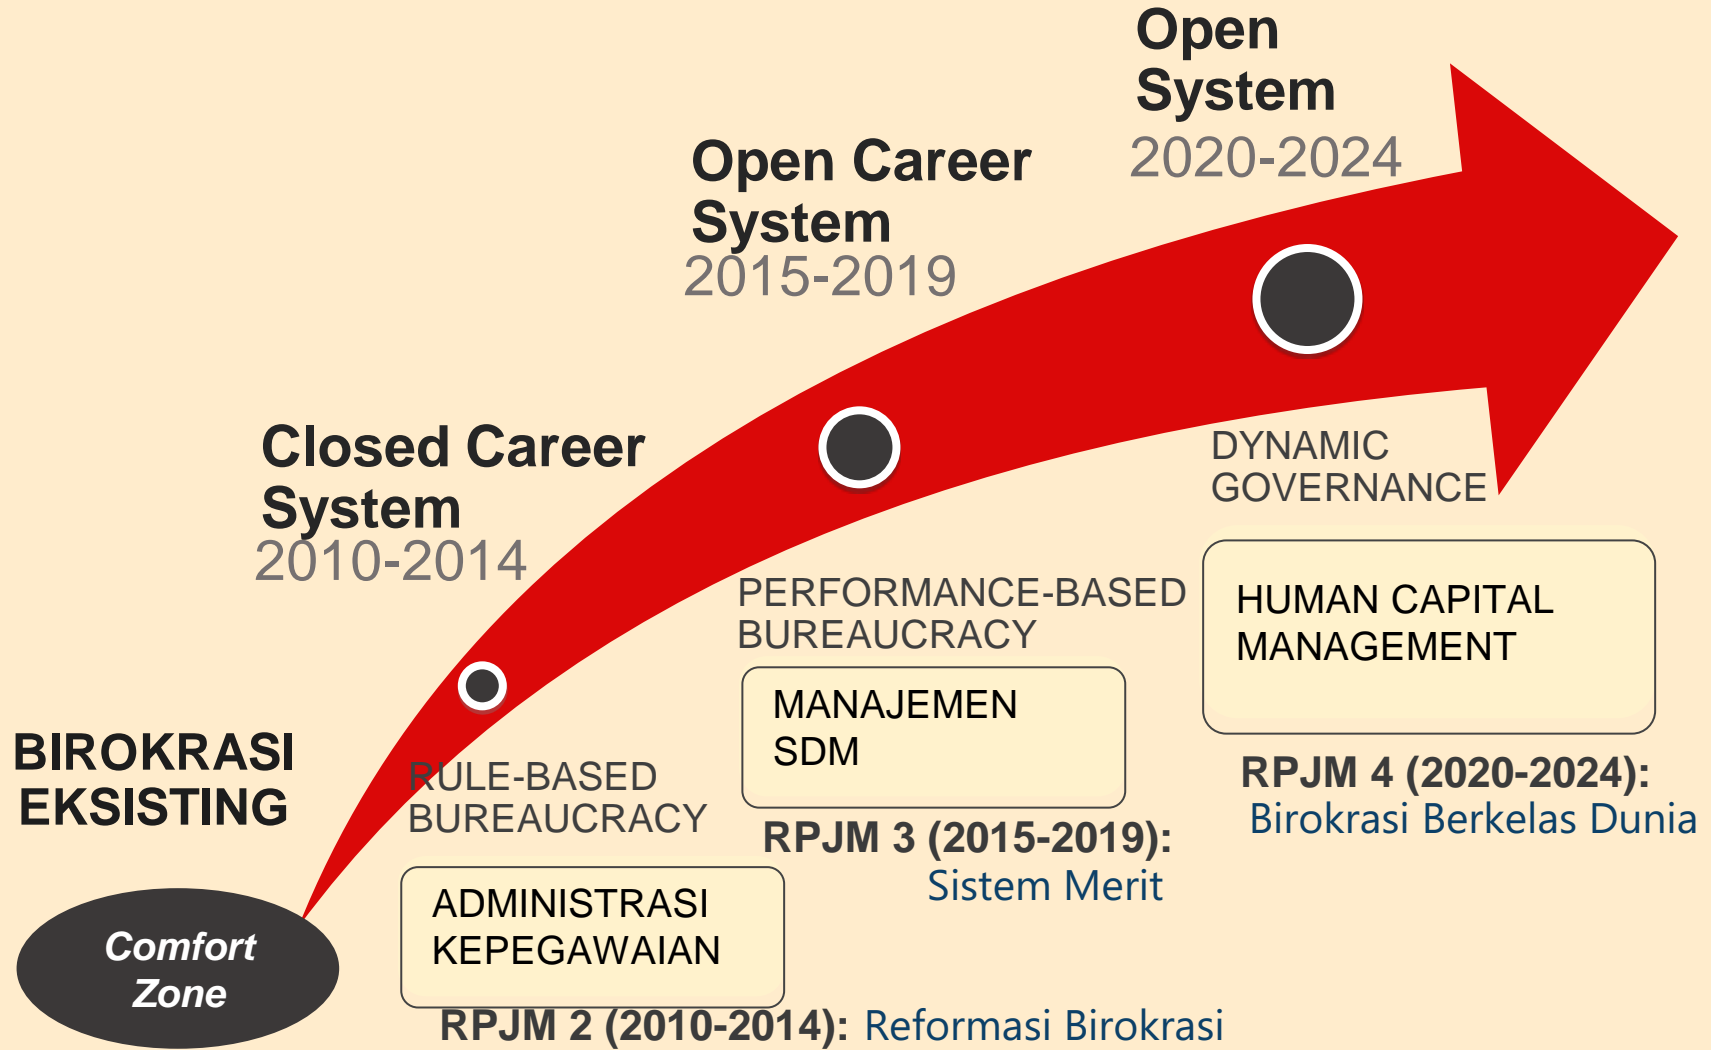 Open
System
2020-2024
Open Career
System
2015-2019
Closed Career
System
2010-2014
DYNAMIC
GOVERNANCE
HUMAN CAPITAL
MANAGEMENT
RPJM 4 (2020-2024):
Birokrasi Berkelas Dunia
PERFORMANCE-BASED
BUREAUCRACY
MANAJEMEN
SDM
RPJM 3 (2015-2019):
Sistem Merit
BIROKRASI
EKSISTING
Comfort
Zone
RULE-BASED
BUREAUCRACY
ADMINISTRASI
KEPEGAWAIAN
RPJM 2 (2010-2014): Reformasi Birokrasi